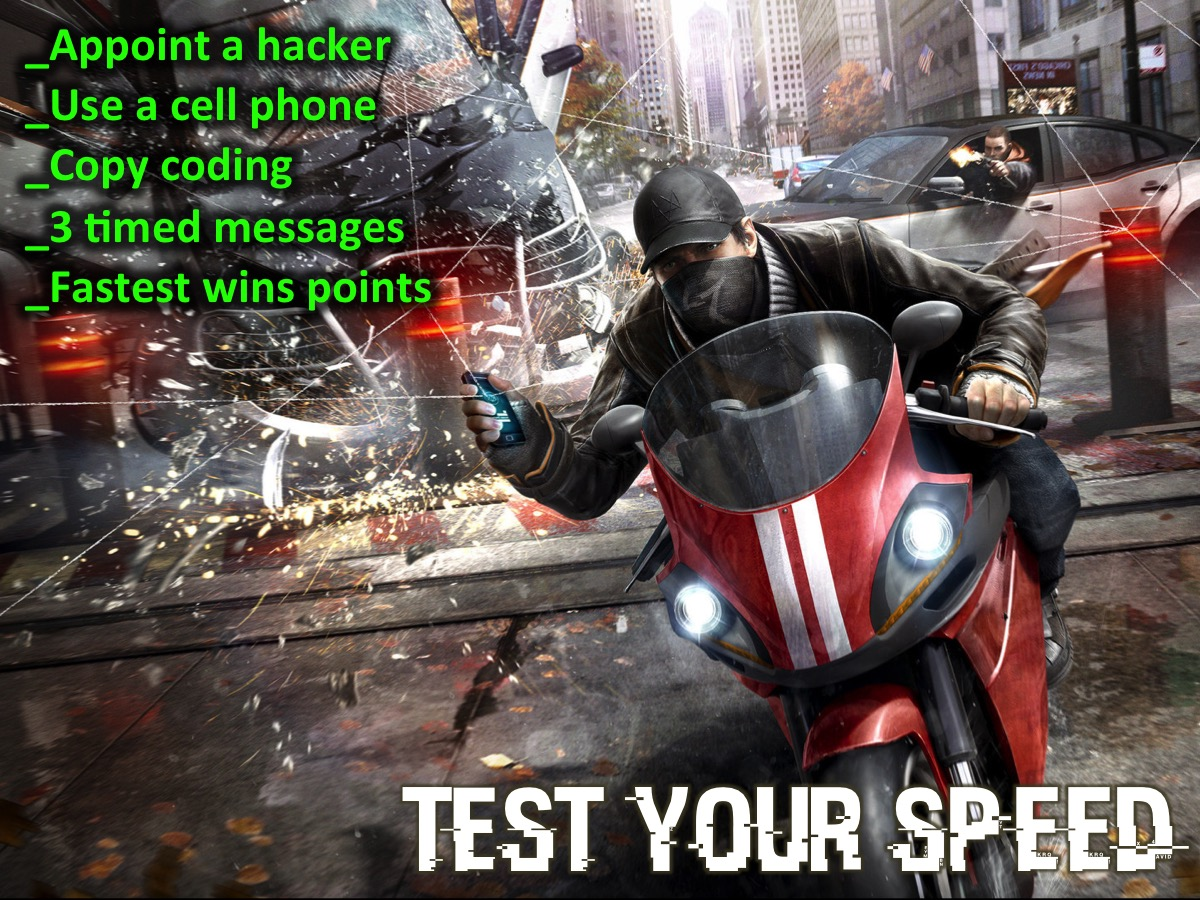 _Appoint a hacker
_Use a cell phone
_Copy coding
_3 timed messages
_Fastest wins points
TEST YOUR SPEED